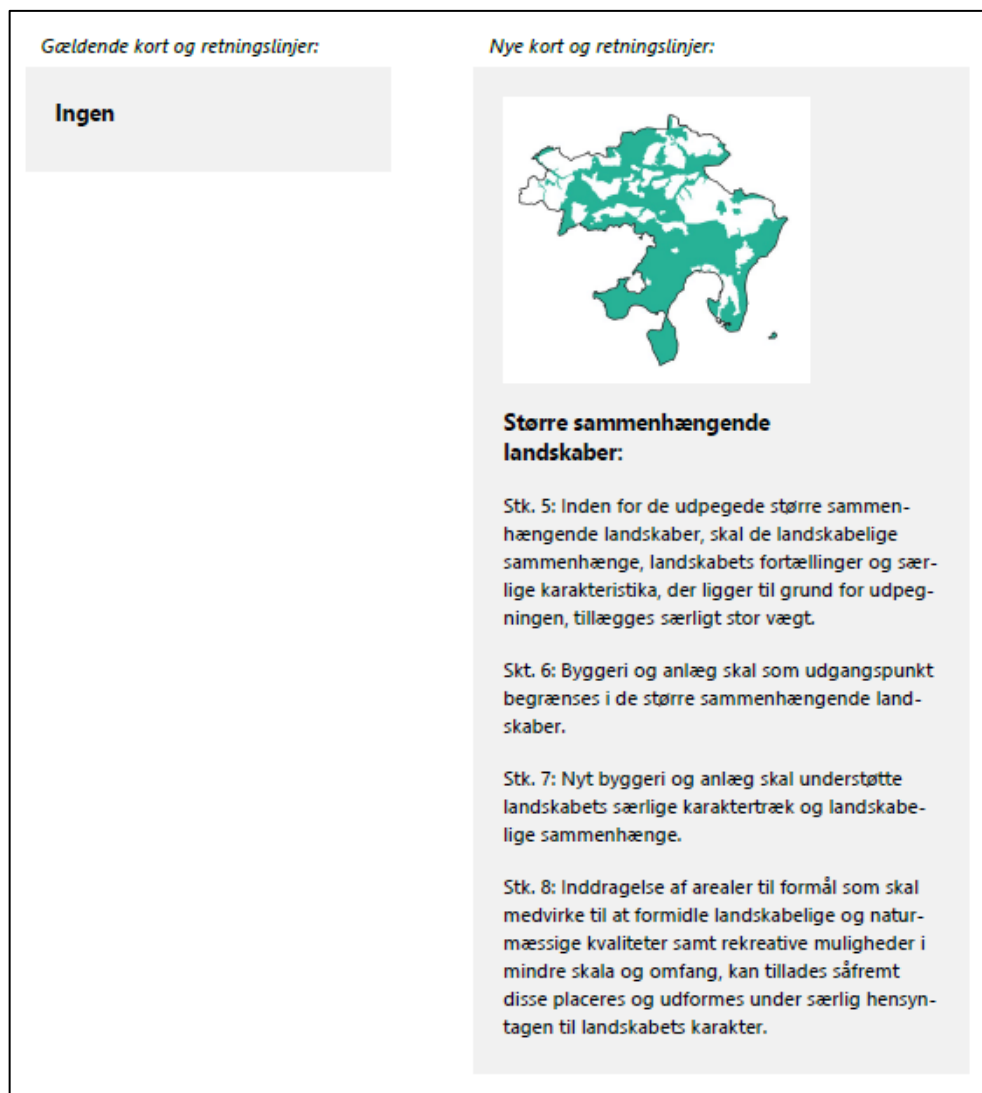 Gældende kort og retningslinjer:
Ingen
Nye kort og retningslinjer:
Større sammenhængende
landskaber:
Stk. 5: Inden for de udpegede større sammen-
hængende landskaber, skal de landskabelige
sammenhænge, landskabets fortællinger og sær-
lige karakteristika, der ligger til grund for udpeg-
ningen, tillægges særligt stor vægt.
Skt. 6: Byggeri og anlæg skal som udgangspunkt
begrænses i de større sammenhængende land-
skaber.
Stk. 7: Nyt byggeri og anlæg skal understøtte
landskabets særlige karaktertræk og landskabe-
lige sammenhænge.
Stk. 8: Inddragelse af arealer til formål som skal
medvirke til at formidle landskabelige og natur-
mæssige kvaliteter samt rekreative muligheder i
mindre skala og omfang, kan tillades såfremt
disse placeres og udformes under særlig hensyn-
tagen til landskabets karakter.